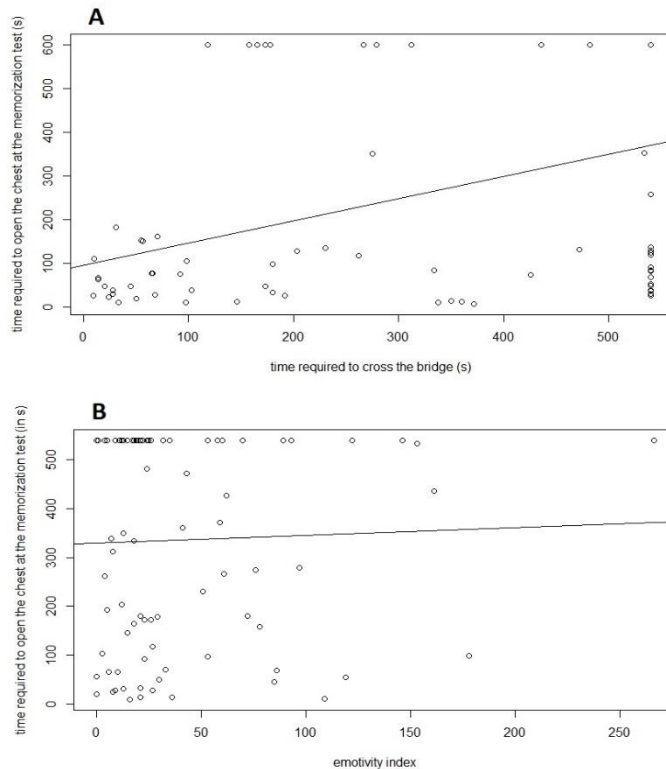 A
time required to open the chest at the memorization test (s)
600
500
400
300
200
100
0
0 100 200 300 400 500
time required to cross the bridge (s)
B
time required to open the chest at the memorization test (in s)
500
400
300
200
100
0
0 50 100 150 200 250
emotivity index